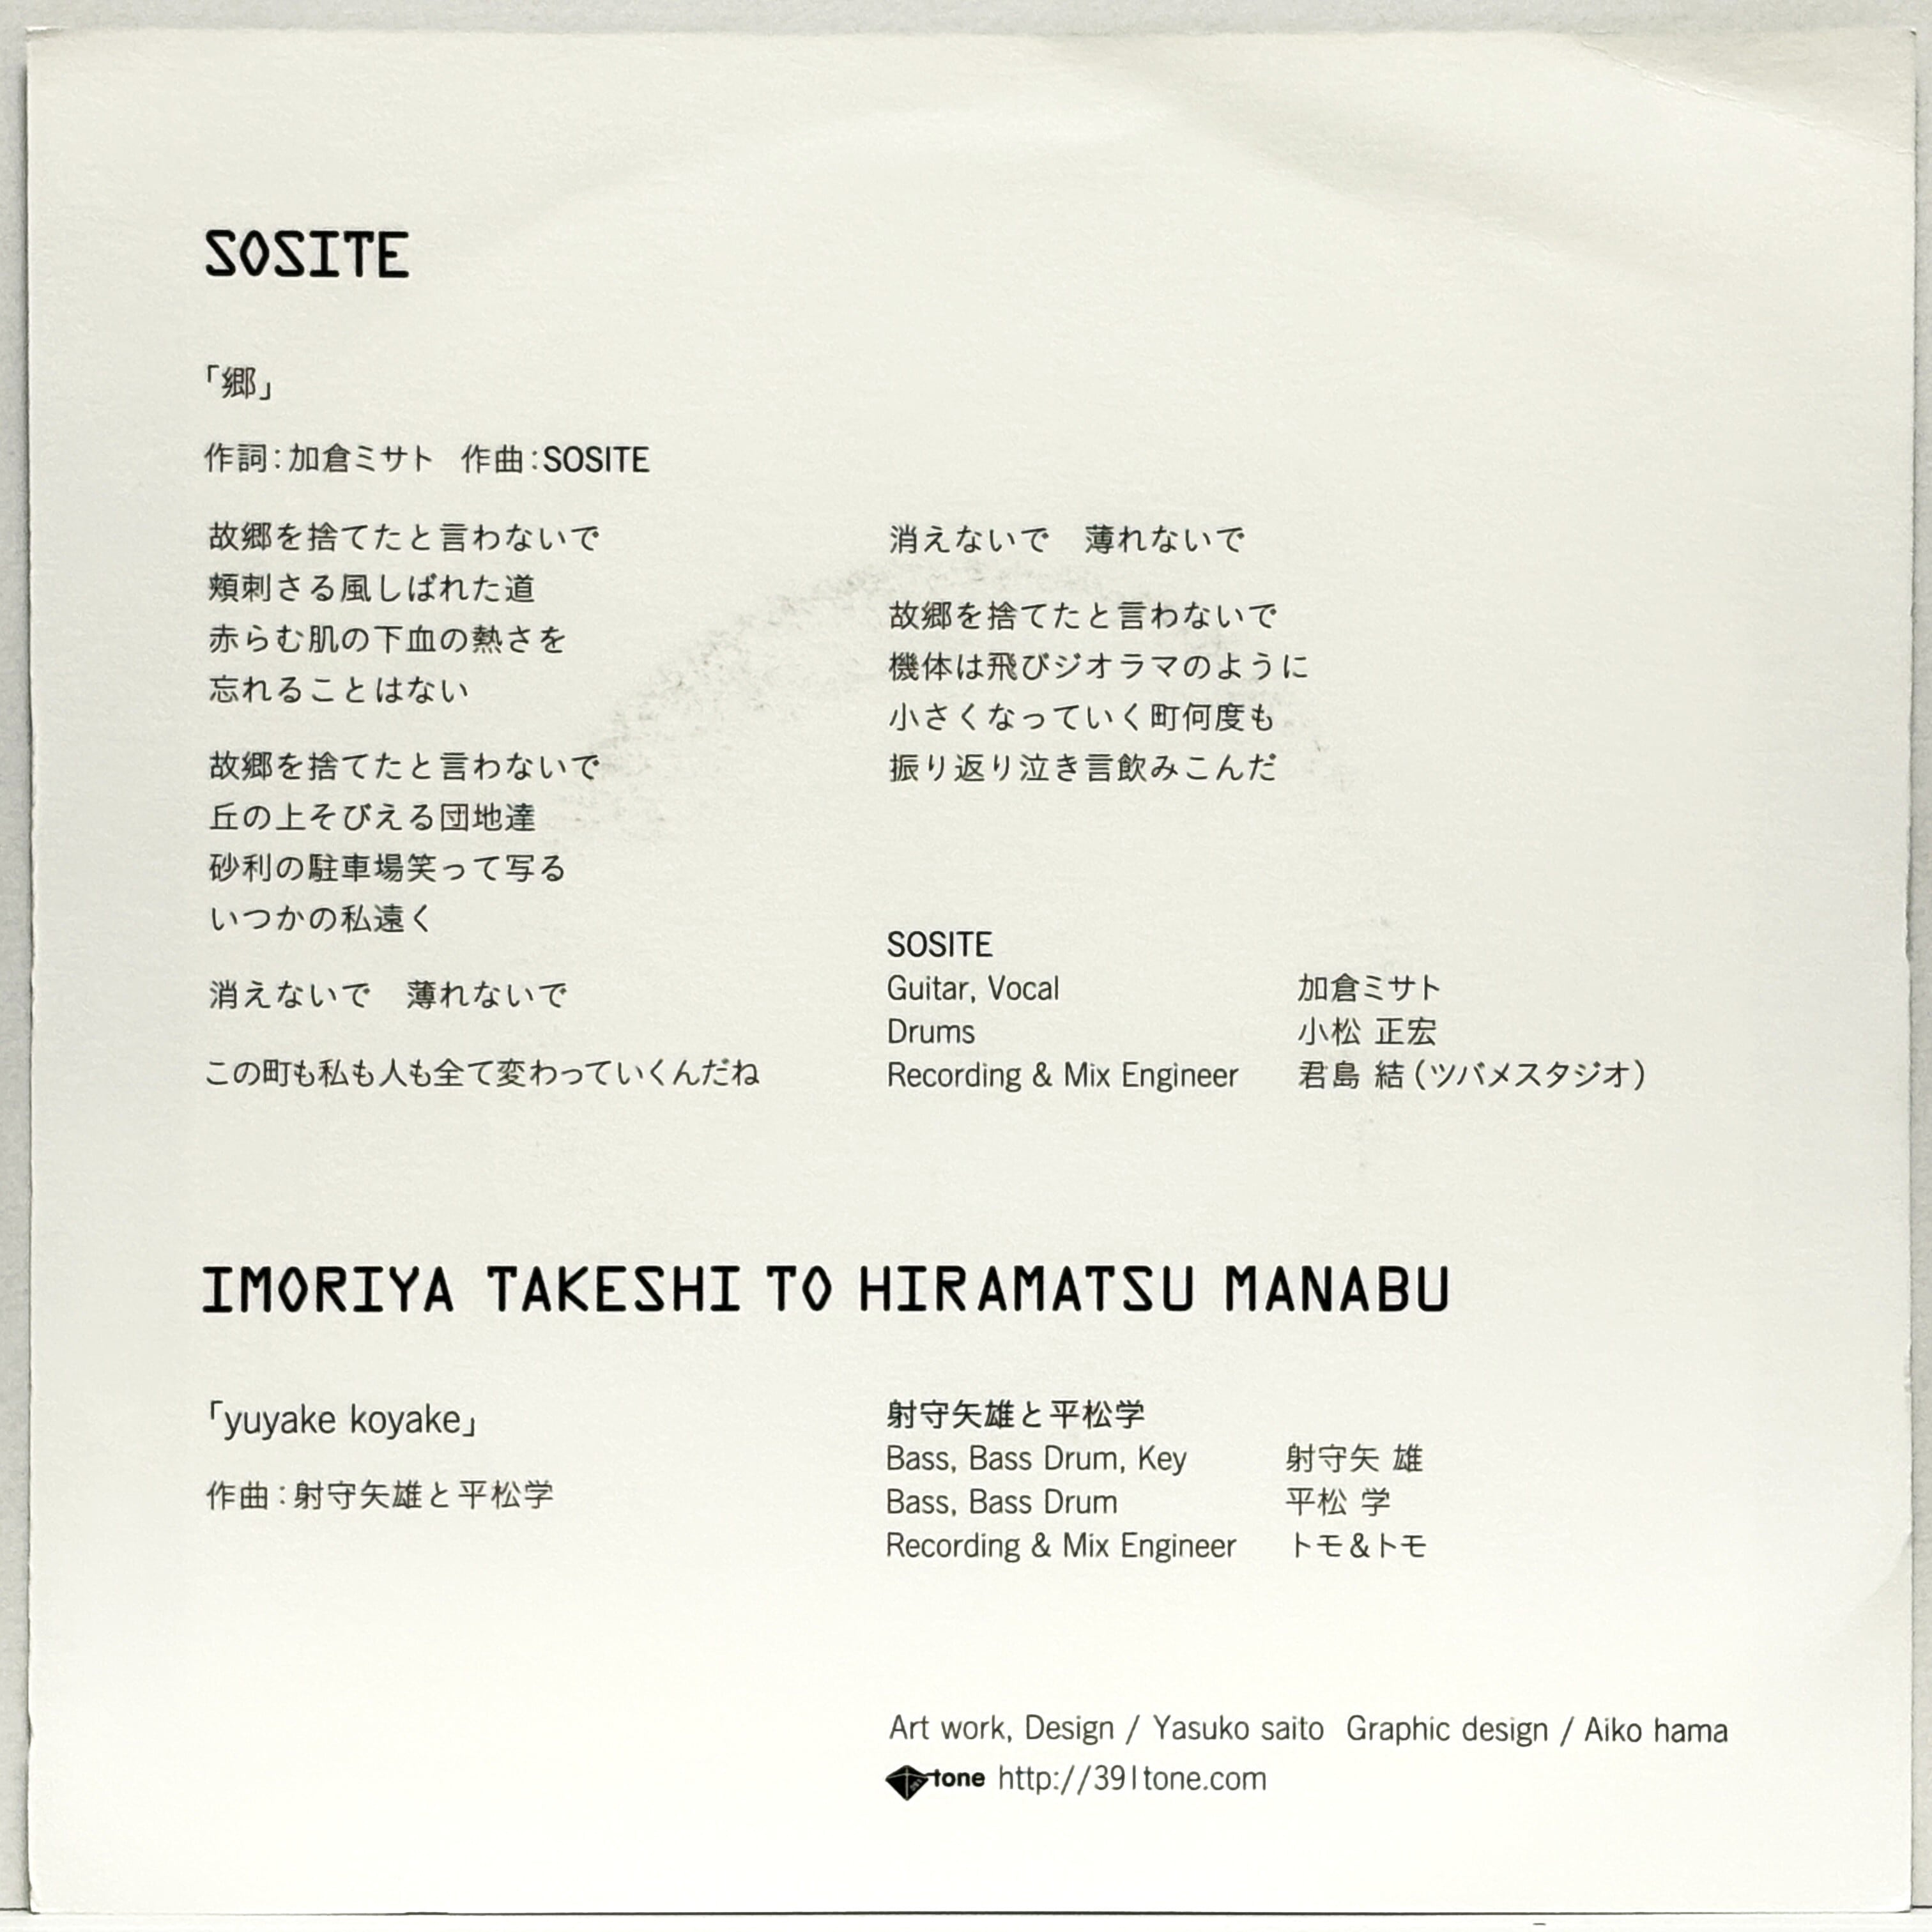 SOSITE
「郷」
作詞：加倉ミサト　作曲：SOSITE
故郷を捨てたと言わないで
頬刺さる風しばれた道
赤らむ肌の下血の熱さを
忘れることはない
故郷を捨てたと言わないで
丘の上そびえる団地達
砂利の駐車場笑って写る
いつかの私遠く
消えないで　薄れないで
この町も私も人も全て変わっていくんだね
消えないで　薄れないで
故郷を捨てたと言わないで
機体は飛びジオラマのように
小さくなっていく町何度も
振り返り泣き言飲みこんだ
SOSITE
Guitar, Vocal 加倉ミサト
Drums 小松 正宏
Recording & Mix Engineer 君島 結（ツバメスタジオ）
IMORIYA TAKESHI TO HIRAMATSU MANABU
「yuyake koyake」
作曲：射守矢雄と平松学
射守矢雄と平松学
Bass, Bass Drum, Key 射守矢 雄
Bass, Bass Drum 平松 学
Recording & Mix Engineer トモ＆トモ
Art work, Design / Yasuko saito Graphic design / Aiko hama
391tone http://391tone.com